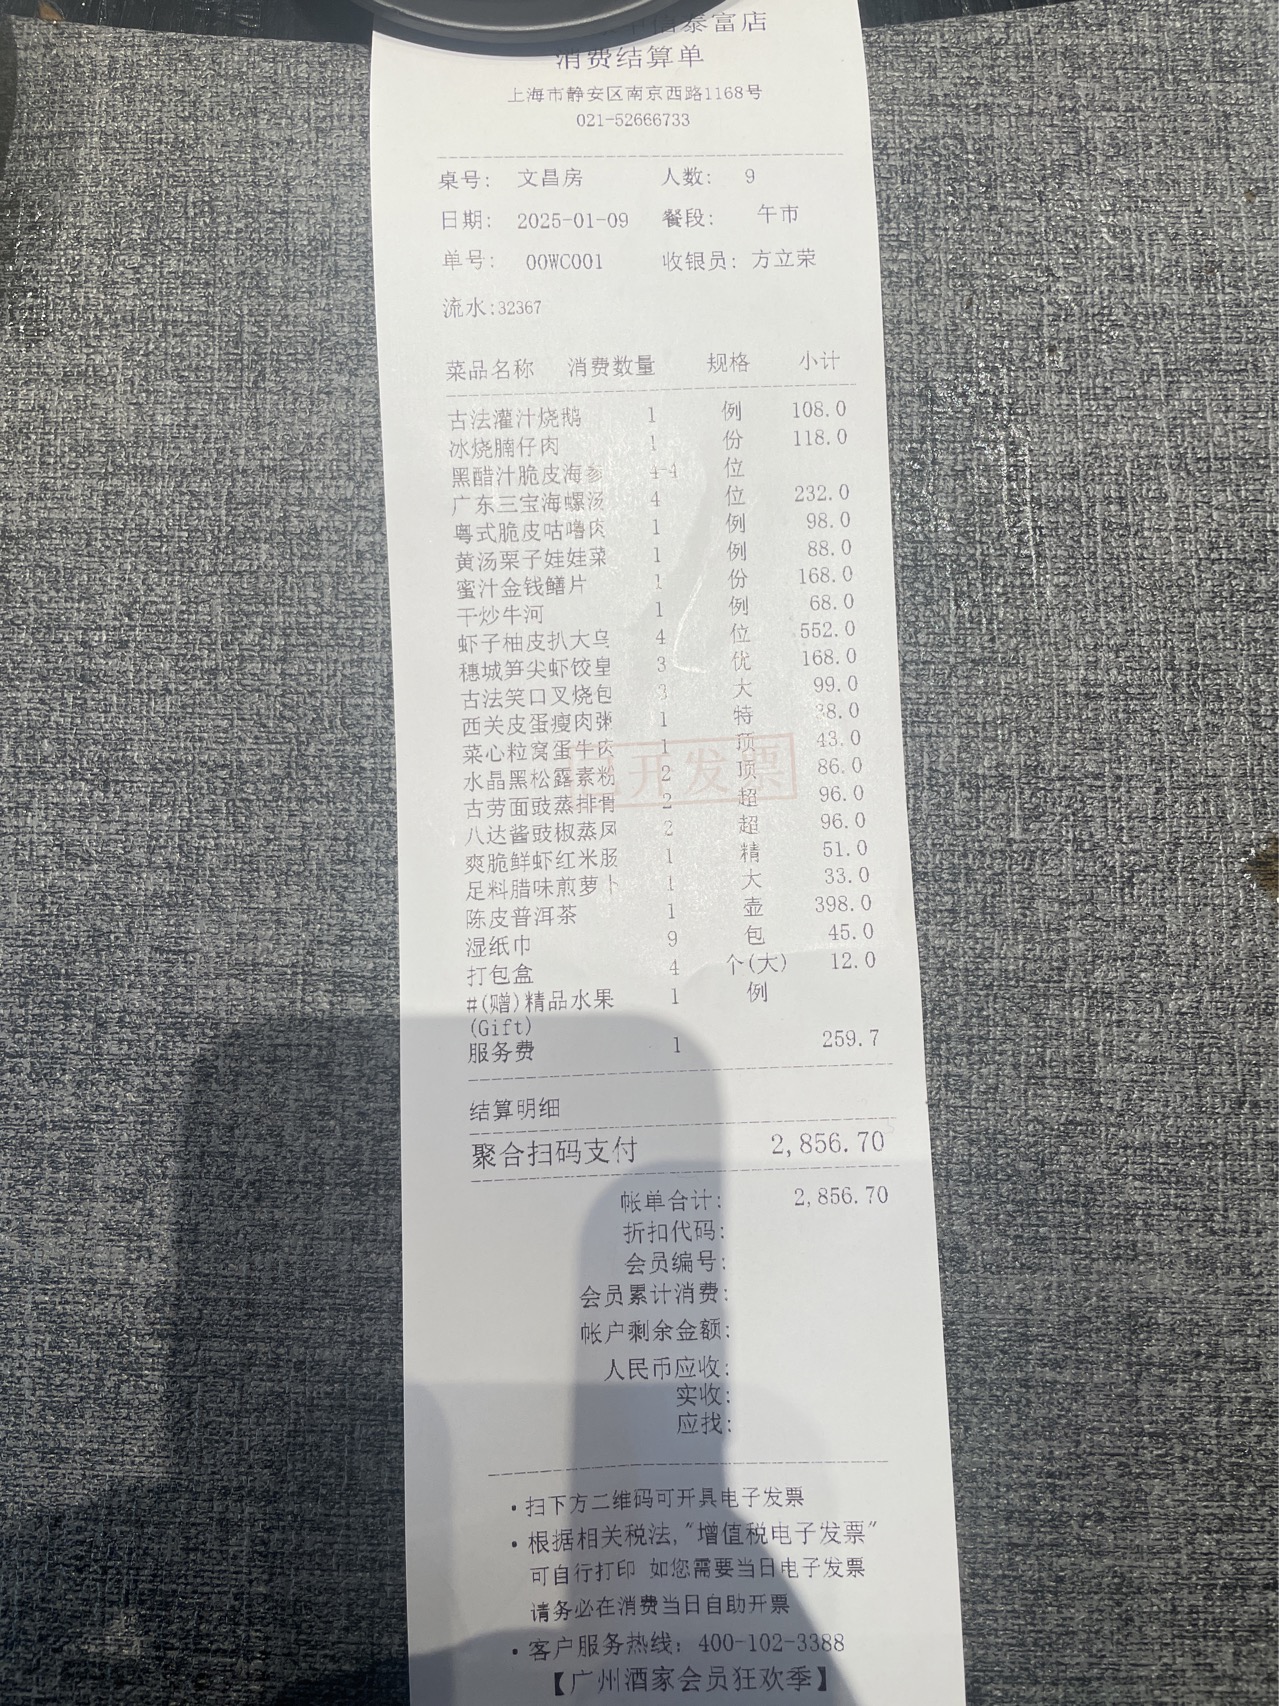 信泰富店
消费结算单
上海市静安区南京西路1168号
021-52666733
桌号: 文昌房 人数: 9
日期: 2025-01-09 餐段: 午市
单号: 00WC001 收银员: 方立荣
流水:32367
菜品名称 消费数量 规格 小计
古法灌汁烧鹅 1 例 108.0
冰烧腩仔肉 1 份 118.0
黑醋汁脆皮海参 4-4 位
广东三宝海螺汤 4 位 232.0
粤式脆皮咕噜肉 1 例 98.0
黄汤栗子娃娃菜 1 例 88.0
蜜汁金钱鳝片 1 份 168.0
干炒牛河 1 例 68.0
虾子柚皮扒大乌 4 位 552.0
穗城笋尖虾饺皇 3 优 168.0
古法笑口叉烧包 3 大 99.0
西关皮蛋瘦肉粥 1 特 38.0
菜心粒窝蛋牛肉 1 顶 43.0
水晶黑松露素粉 2 顶 86.0
已开发票
古劳面豉蒸排骨 2 超 96.0
八达酱豉椒蒸凤 2 超 96.0
爽脆鲜虾红米肠 1 精 51.0
足料腊味煎萝卜 1 大 33.0
陈皮普洱茶 1 壶 398.0
湿纸巾 9 包 45.0
打包盒 4 个(大) 12.0
#(赠)精品水果 1 例
(Gift)
服务费 1 259.7
结算明细
聚合扫码支付 2,856.70
帐单合计: 2,856.70
折扣代码:
会员编号:
会员累计消费:
帐户剩余金额:
人民币应收:
实收:
应找:
·扫下方二维码可开具电子发票
·根据相关税法,"增值税电子发票"
可自行打印 如您需要当日电子发票
请务必在消费当日自助开票
·客户服务热线: 400-102-3388
【广州酒家会员狂欢季】